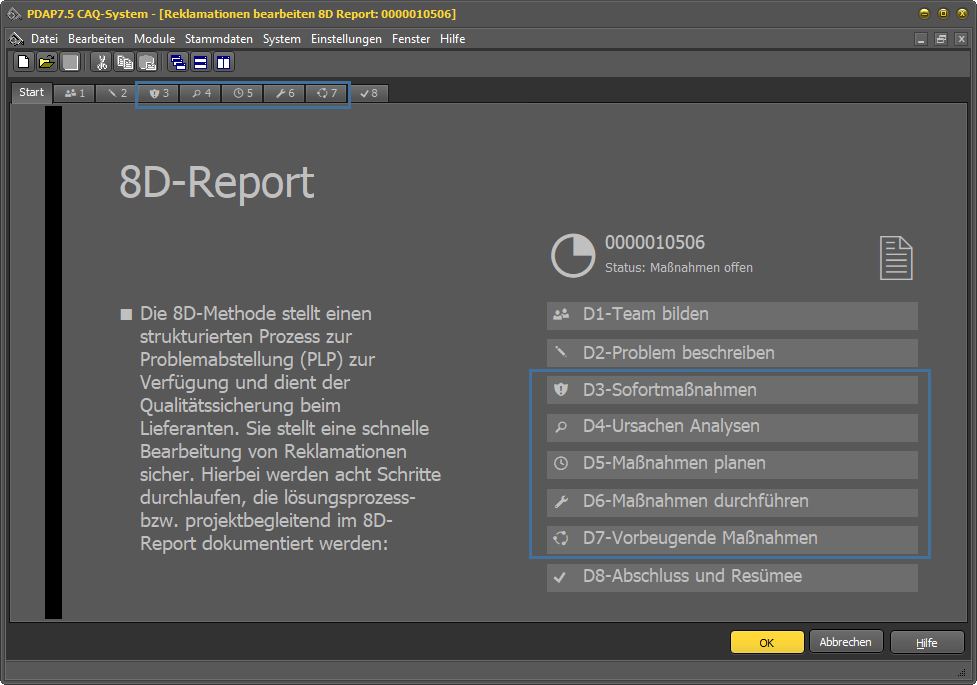 PDAP7.5 CAQ-System - [Reklamationen bearbeiten 8D Report: 0000010506]
Datei Bearbeiten Module Stammdaten System Einstellungen Fenster Hilfe
Start 1 2 3 4 5 6 7 8
8D-Report
0000010506
Status: Maßnahmen offen
Die 8D-Methode stellt einen
strukturierten Prozess zur
Problemabstellung (PLP) zur
Verfügung und dient der
Qualitätssicherung beim
Lieferanten. Sie stellt eine schnelle
Bearbeitung von Reklamationen
sicher. Hierbei werden acht Schritte
durchlaufen, die lösungsprozess-
bzw. projektbegleitend im 8D-
Report dokumentiert werden:
D1-Team bilden
D2-Problem beschreiben
D3-Sofortmaßnahmen
D4-Ursachen Analysen
D5-Maßnahmen planen
D6-Maßnahmen durchführen
D7-Vorbeugende Maßnahmen
D8-Abschluss und Resümee
OK Abbrechen Hilfe